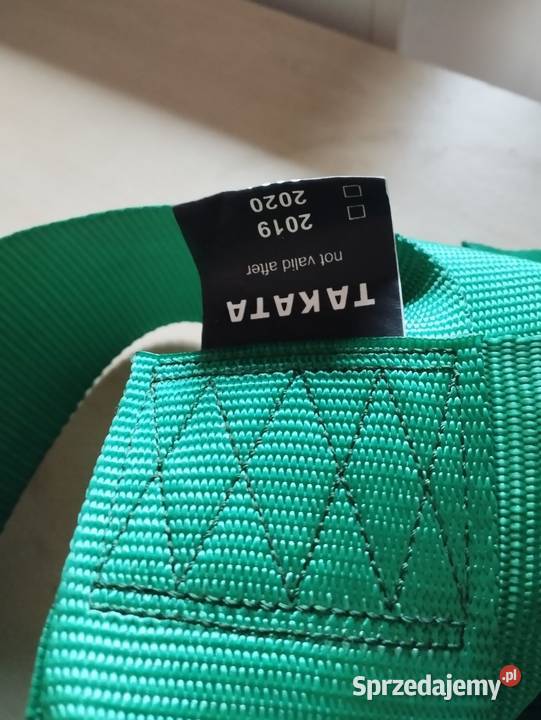 TAKATA
not valid after
2019 ☐
2020 ☐
Sprzedajemy.pl